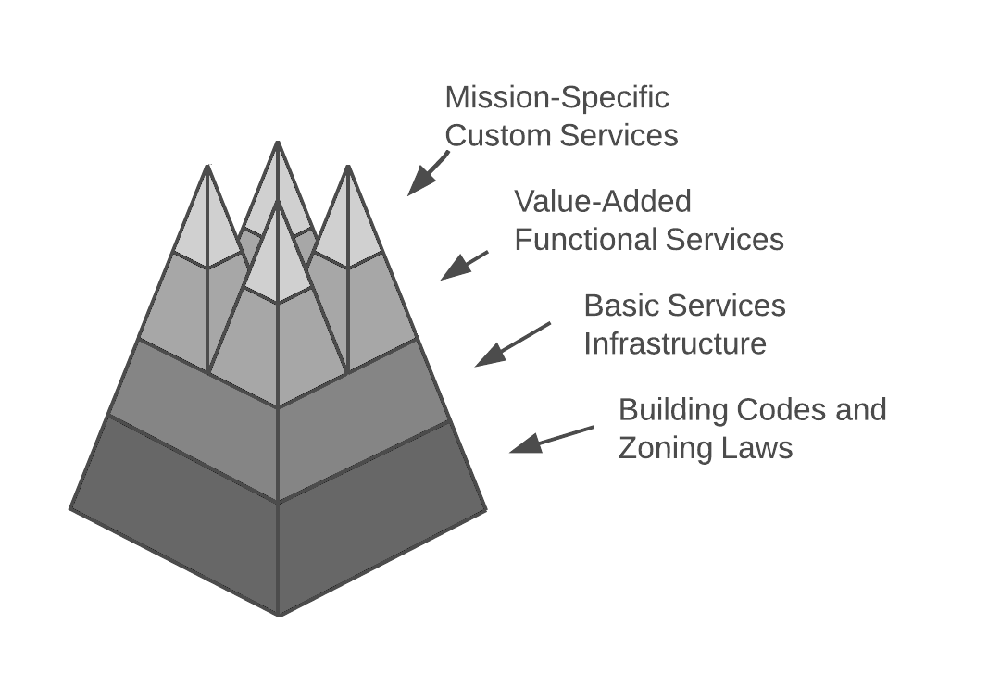 Mission-Specific
Custom Services
Value-Added
Functional Services
Basic Services
Infrastructure
Building Codes and
Zoning Laws